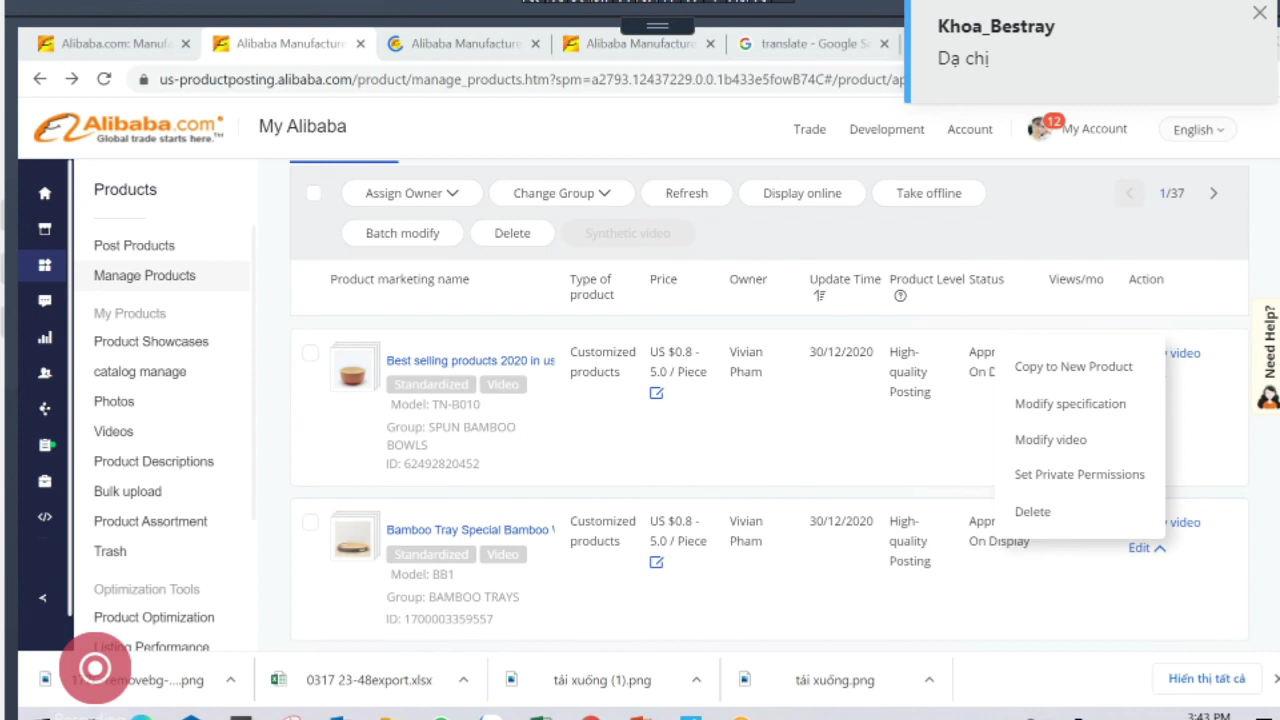 Khoa_Bestray
Dạ chị
Alibaba.com: Manuf
Alibaba Manufacture
Alibaba Manufacture
Alibaba Manufacture
translate - Google
us-productposting.alibaba.com/product/manage_products.htm?spm=a2793.12437229.0.0.1b433e5fowB74C#/product/
Alibaba.com
Global trade starts here.™
My Alibaba
Trade
Development
Account
12
My Account
English
Products
Post Products
Manage Products
My Products
Product Showcases
catalog manage
Photos
Videos
Product Descriptions
Bulk upload
Product Assortment
Trash
Optimization Tools
Product Optimization
Listing Performance
Assign Owner
Change Group
Refresh
Display online
Take offline
1/37
Batch modify
Delete
Synthetic video
Product marketing name
Type of product
Price
Owner
Update Time
Product Level
Status
Views/mo
Action
Best selling products 2020 in us
Standardized
Video
Model: TN-B010
Group: SPUN BAMBOO
BOWLS
ID: 62492820452
Customized
products
US $0.8 -
5.0 / Piece
Vivian
Pham
30/12/2020
High-
quality
Posting
Appr
On D
video
Copy to New Product
Modify specification
Modify video
Set Private Permissions
Delete
Bamboo Tray Special Bamboo
Standardized
Video
Model: BB1
Group: BAMBOO TRAYS
ID: 1700003359557
Customized
products
US $0.8 -
5.0 / Piece
Vivian
Pham
30/12/2020
High-
quality
Posting
Appr
On Display
video
Edit
Need Help?
removebg-....png
0317 23-48export.xlsx
tải xuống (1).png
tải xuống.png
Hiển thị tất cả
3:43 PM